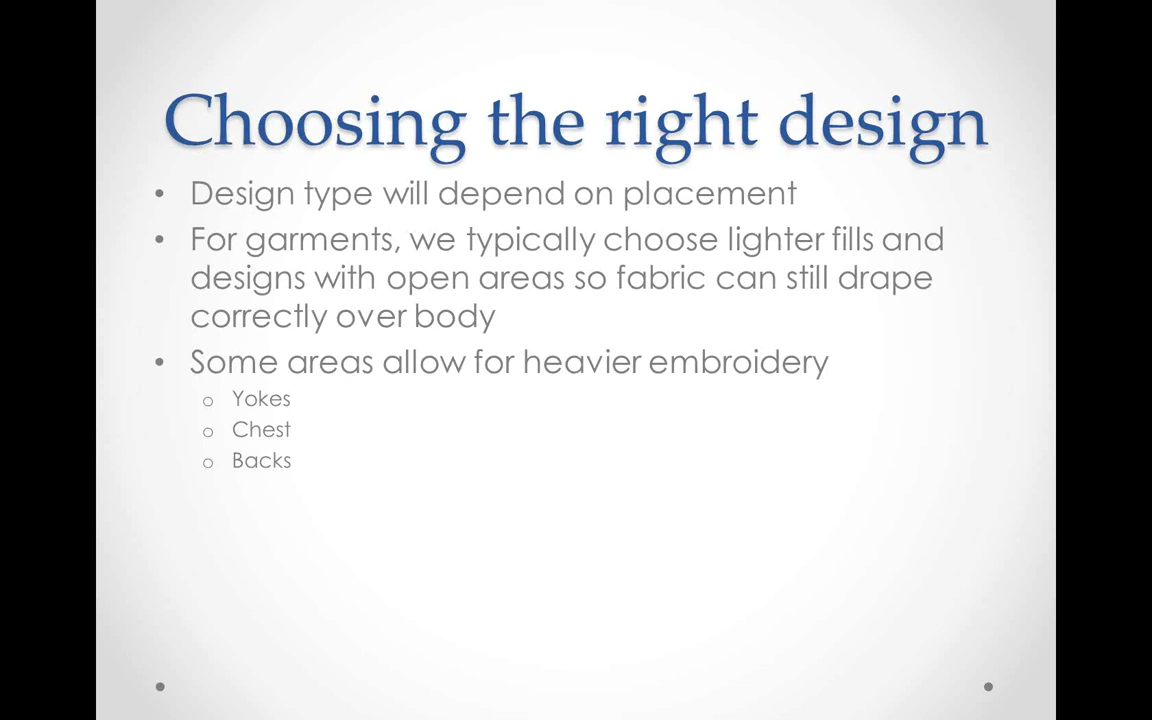 Choosing the right design
• Design type will depend on placement
• For garments, we typically choose lighter fills and
designs with open areas so fabric can still drape
correctly over body
• Some areas allow for heavier embroidery
o Yokes
o Chest
o Backs